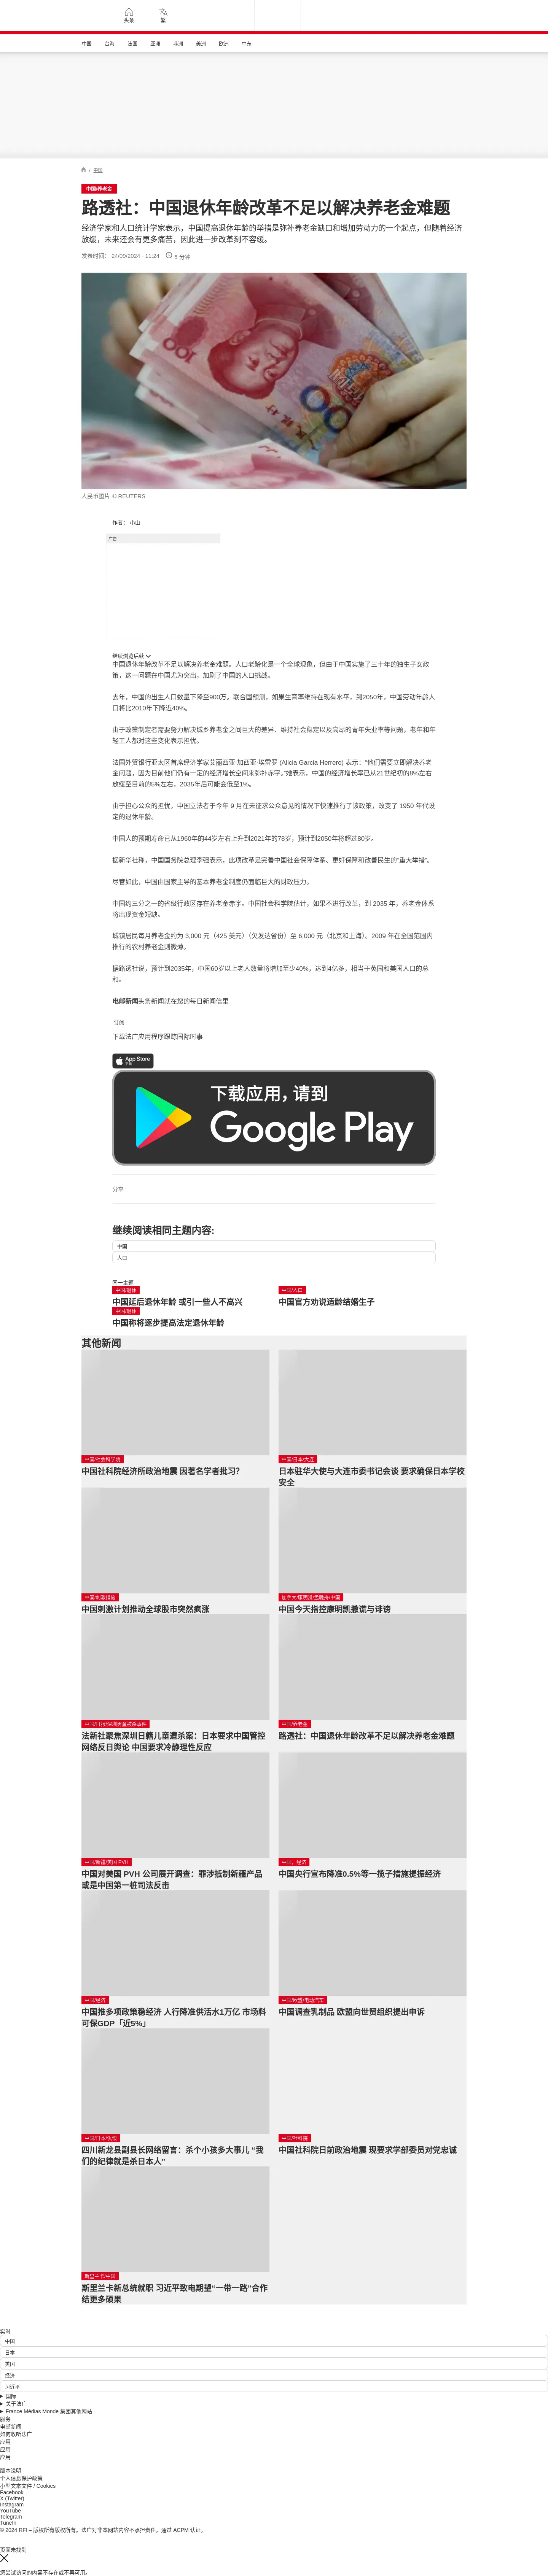 头条
繁
中国 台海 法国 亚洲 非洲 美洲 欧洲 中东
/ 中国
中国/养老金
路透社：中国退休年龄改革不足以解决养老金难题
经济学家和人口统计学家表示，中国提高退休年龄的举措是弥补养老金缺口和增加劳动力的一个起点，但随着经济
放缓，未来还会有更多痛苦，因此进一步改革刻不容缓。
发表时间： 24/09/2024 - 11:24 5 分钟
人民币图片 © REUTERS
作者： 小山
广告
继续浏览后续
中国退休年龄改革不足以解决养老金难题。人口老龄化是一个全球现象，但由于中国实施了三十年的独生子女政
策，这一问题在中国尤为突出，加剧了中国的人口挑战。
去年，中国的出生人口数量下降至900万。联合国预测，如果生育率维持在现有水平，到2050年，中国劳动年龄人
口将比2010年下降近40%。
由于政策制定者需要努力解决城乡养老金之间巨大的差异、维持社会稳定以及高昂的青年失业率等问题，老年和年
轻工人都对这些变化表示担忧。
法国外贸银行亚太区首席经济学家艾丽西亚·加西亚·埃雷罗 (Alicia Garcia Herrero) 表示：“他们需要立即解决养老
金问题，因为目前他们仍有一定的经济增长空间来弥补赤字。”她表示，中国的经济增长率已从21世纪初的8%左右
放缓至目前的5%左右，2035年后可能会低至1%。
由于担心公众的担忧，中国立法者于今年 9 月在未征求公众意见的情况下快速推行了该政策，改变了 1950 年代设
定的退休年龄。
中国人的预期寿命已从1960年的44岁左右上升到2021年的78岁，预计到2050年将超过80岁。
据新华社称，中国国务院总理李强表示，此项改革是完善中国社会保障体系、更好保障和改善民生的“重大举措”。
尽管如此，中国由国家主导的基本养老金制度仍面临巨大的财政压力。
中国约三分之一的省级行政区存在养老金赤字。中国社会科学院估计，如果不进行改革，到 2035 年，养老金体系
将出现资金短缺。
城镇居民每月养老金约为 3,000 元（425 美元）（欠发达省份）至 6,000 元（北京和上海）。2009 年在全国范围内
推行的农村养老金则微薄。
据路透社说，预计到2035年，中国60岁以上老人数量将增加至少40%，达到4亿多，相当于英国和美国人口的总
和。
电邮新闻头条新闻就在您的每日新闻信里
订阅
下载法广应用程序跟踪国际时事
App Store
下载
下载应用，请到
Google Play
分享 :
继续阅读相同主题内容:
中国
人口
同一主题
中国/退休
中国延后退休年龄 或引一些人不高兴
中国/人口
中国官方劝说适龄结婚生子
中国/退休
中国称将逐步提高法定退休年龄
其他新闻
中国/社会科学院
中国社科院经济所政治地震 因著名学者批习？
中国/日本/大连
日本驻华大使与大连市委书记会谈 要求确保日本学校
安全
中国/刺激措施
中国刺激计划推动全球股市突然疯涨
加拿大/康明凯/孟晚舟/中国
中国今天指控康明凯撒谎与诽谤
中国/日报/深圳男童被杀事件
法新社聚焦深圳日籍儿童遭杀案：日本要求中国管控
网络反日舆论 中国要求冷静理性反应
中国/养老金
路透社：中国退休年龄改革不足以解决养老金难题
中国/新疆/美国 PVH
中国对美国 PVH 公司展开调查：罪涉抵制新疆产品
或是中国第一桩司法反击
中国，经济
中国央行宣布降准0.5%等一揽子措施提振经济
中国/经济
中国推多项政策稳经济 人行降准供活水1万亿 市场料
可保GDP「近5%」
中国/欧盟/电动汽车
中国调查乳制品 欧盟向世贸组织提出申诉
中国/日本/仇恨
四川新龙县副县长网络留言：杀个小孩多大事儿 “我
们的纪律就是杀日本人”
中国/社科院
中国社科院日前政治地震 现要求学部委员对党忠诚
斯里兰卡/中国
斯里兰卡新总统就职 习近平致电期望“一带一路”合作
结更多硕果
实时
中国
日本
美国
经济
习近平
国际
关于法广
France Médias Monde 集团其他网站
服务
电邮新闻
如何收听法广
应用
应用
应用
版本说明
个人信息保护政策
小型文本文件 / Cookies
Facebook
X (Twitter)
Instagram
YouTube
Telegram
TuneIn
© 2024 RFI – 版权所有版权所有。法广对非本网站内容不承担责任。通过 ACPM 认证。
页面未找到
您尝试访问的内容不存在或不再可用。